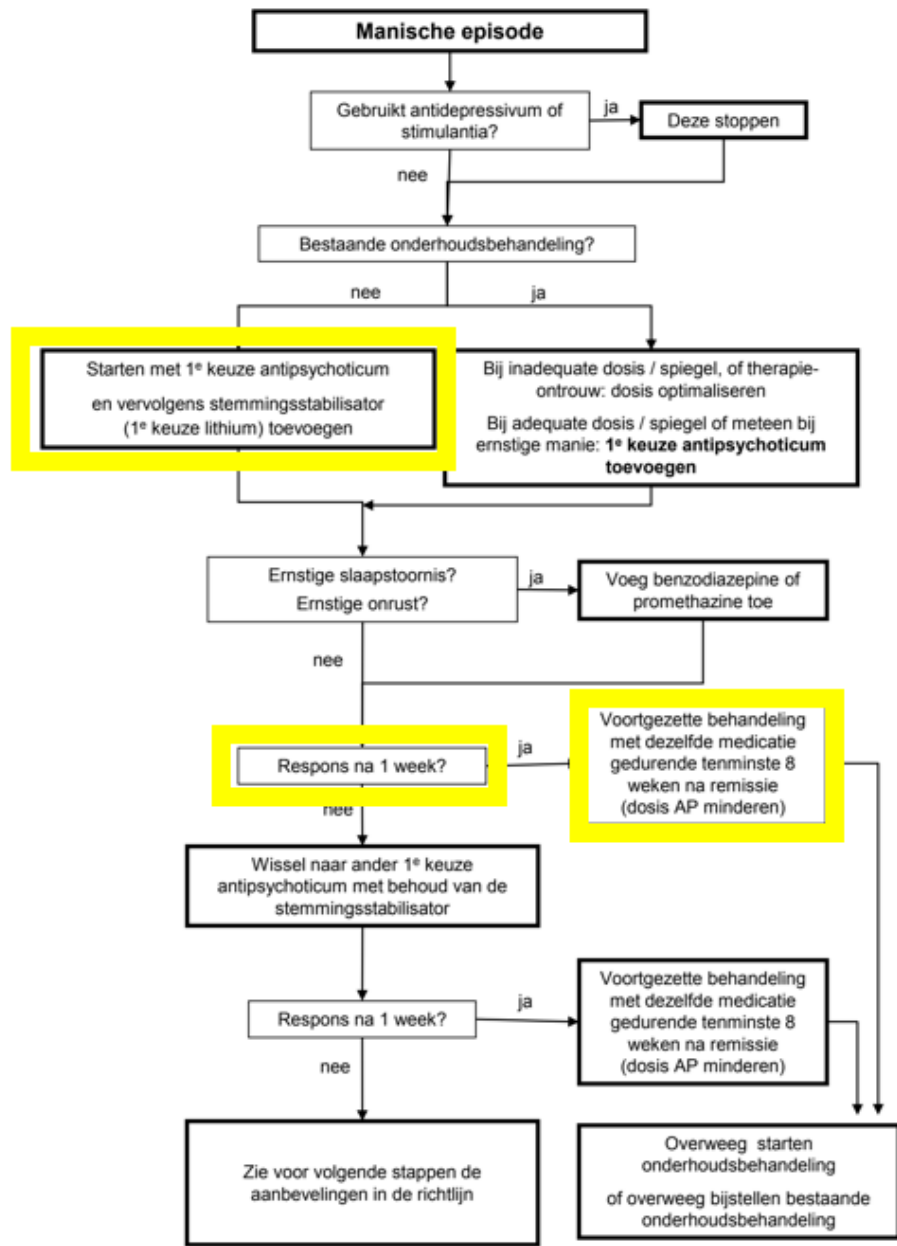 Manische episode
Gebruikt antidepressivum of
stimulantia?
ja
Deze stoppen
nee
Bestaande onderhoudsbehandeling?
nee
ja
Starten met 1e keuze antipsychoticum
en vervolgens stemmingsstabilisator
(1e keuze lithium) toevoegen
Bij inadequate dosis / spiegel, of therapie-
ontrouw: dosis optimaliseren
Bij adequate dosis / spiegel of meteen bij
ernstige manie: 1e keuze antipsychoticum
toevoegen
Ernstige slaapstoornis?
Ernstige onrust?
ja
Voeg benzodiazepine of
promethazine toe
nee
Respons na 1 week?
ja
Voortgezette behandeling
met dezelfde medicatie
gedurende tenminste 8
weken na remissie
(dosis AP minderen)
nee
Wissel naar ander 1e keuze
antipsychoticum met behoud van de
stemmingsstabilisator
Respons na 1 week?
ja
Voortgezette behandeling
met dezelfde medicatie
gedurende tenminste 8
weken na remissie
(dosis AP minderen)
nee
Zie voor volgende stappen de
aanbevelingen in de richtlijn
Overweeg starten
onderhoudsbehandeling
of overweeg bijstellen bestaande
onderhoudsbehandeling